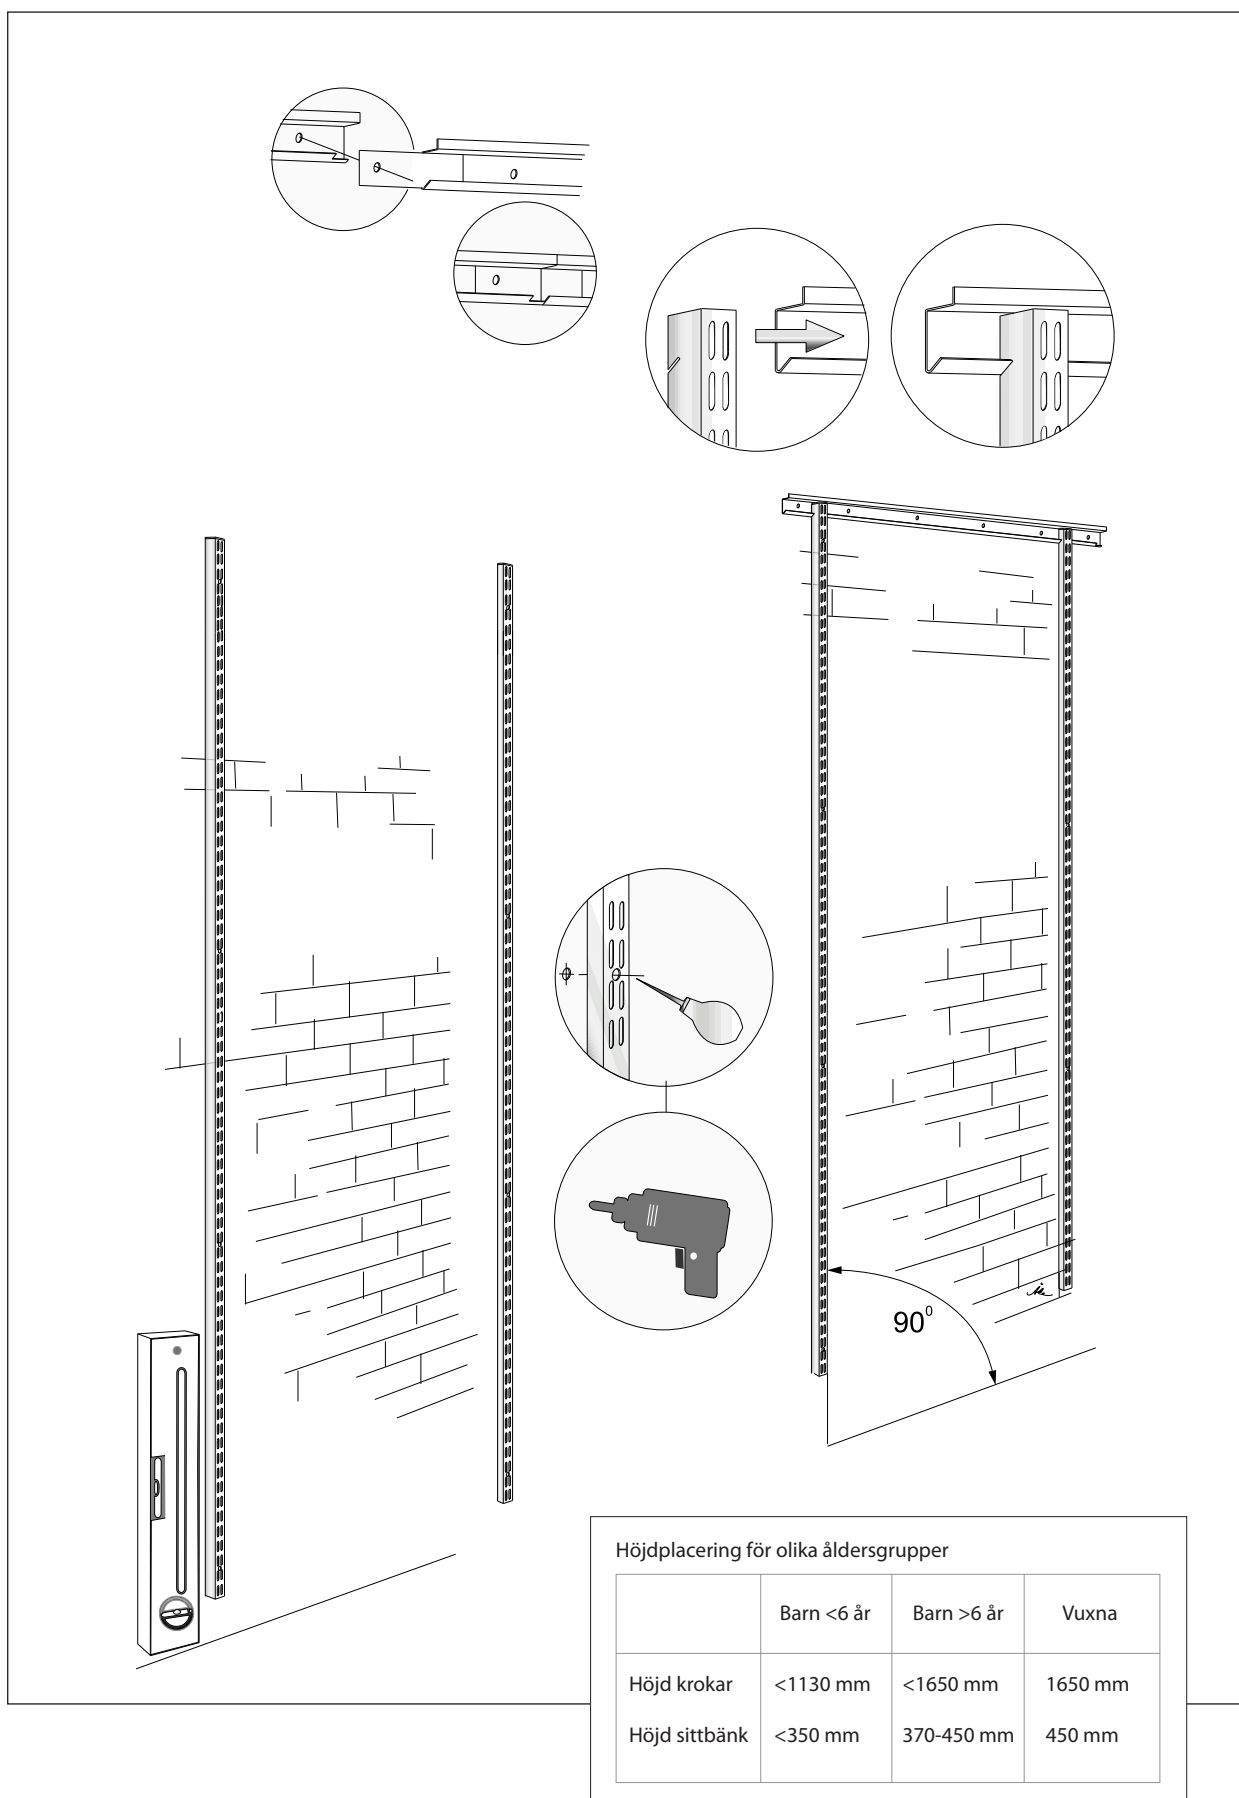 90⁰
Höjdplacering för olika åldersgrupper
Barn <6 år Barn >6 år Vuxna
Höjd krokar <1130 mm <1650 mm 1650 mm
Höjd sittbänk <350 mm 370-450 mm 450 mm